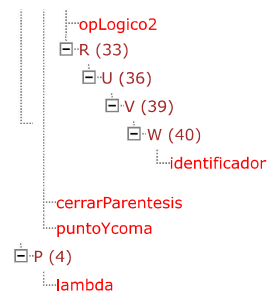 opLogico2
R (33)
U (36)
V (39)
W (40)
identificador
cerrarParentesis
puntoYcoma
P (4)
lambda